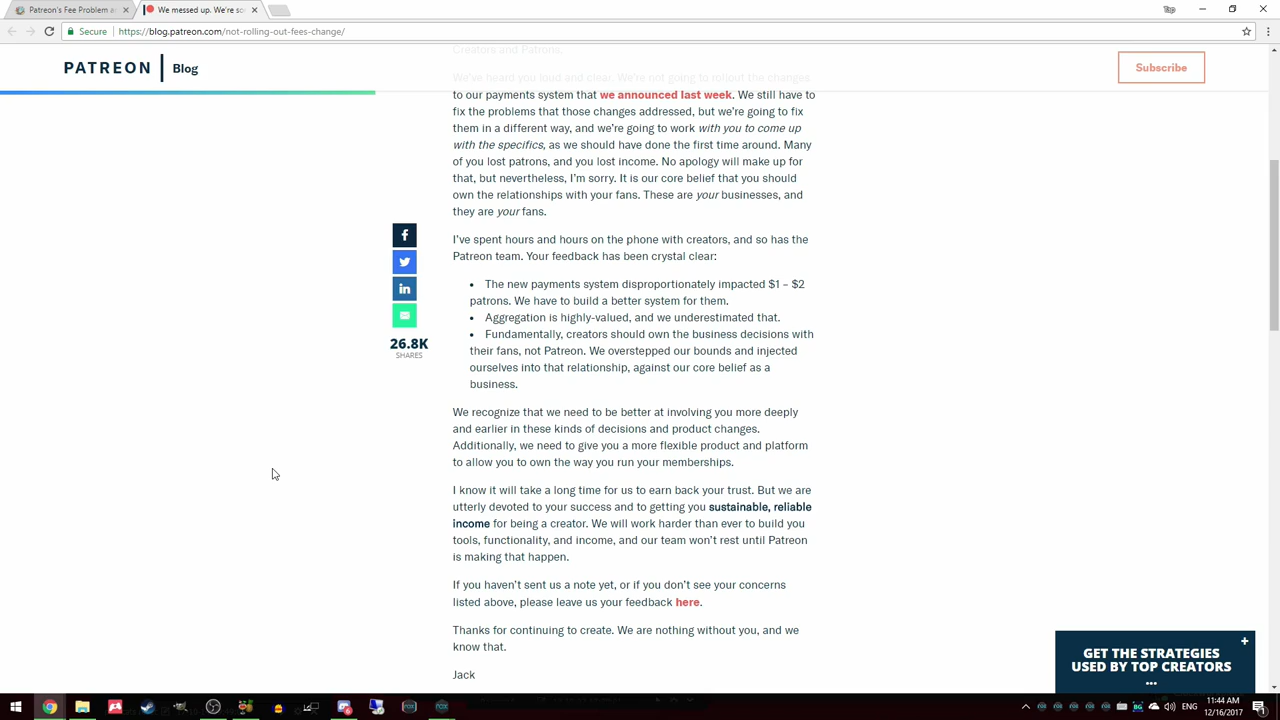 Patreon's Fee Problem a
We messed up. We're so
Secure
https://blog.patreon.com/not-rolling-out-fees-change/
PATREON
Blog
Subscribe
Creators and Patrons,
We've heard you loud and clear. We're not going to rollout the changes
to our payments system that we announced last week. We still have to
fix the problems that those changes addressed, but we're going to fix
them in a different way, and we're going to work with you to come up
with the specifics, as we should have done the first time around. Many
of you lost patrons, and you lost income. No apology will make up for
that, but nevertheless, I'm sorry. It is our core belief that you should
own the relationships with your fans. These are your businesses, and
they are your fans.
I've spent hours and hours on the phone with creators, and so has the
Patreon team. Your feedback has been crystal clear:
• The new payments system disproportionately impacted $1 – $2
patrons. We have to build a better system for them.
• Aggregation is highly-valued, and we underestimated that.
• Fundamentally, creators should own the business decisions with
their fans, not Patreon. We overstepped our bounds and injected
ourselves into that relationship, against our core belief as a
business.
26.8K
SHARES
We recognize that we need to be better at involving you more deeply
and earlier in these kinds of decisions and product changes.
Additionally, we need to give you a more flexible product and platform
to allow you to own the way you run your memberships.
I know it will take a long time for us to earn back your trust. But we are
utterly devoted to your success and to getting you sustainable, reliable
income for being a creator. We will work harder than ever to build you
tools, functionality, and income, and our team won't rest until Patreon
is making that happen.
If you haven't sent us a note yet, or if you don't see your concerns
listed above, please leave us your feedback here.
Thanks for continuing to create. We are nothing without you, and we
know that.
Jack
GET THE STRATEGIES
USED BY TOP CREATORS
...
ENG
11:44 AM
12/16/2017